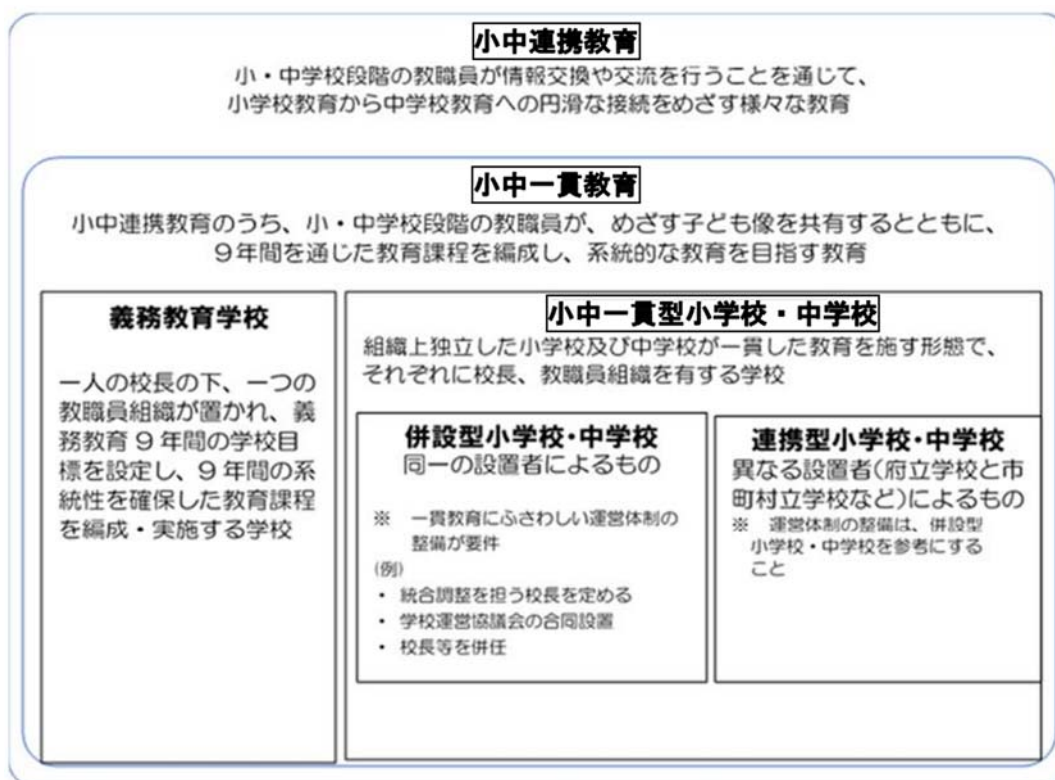 小中連携教育
小・中学校段階の教職員が情報交換や交流を行うことを通じて、
小学校教育から中学校教育への円滑な接続をめざす様々な教育
小中一貫教育
小中連携教育のうち、小・中学校段階の教職員が、めざす子ども像を共有するとともに、
9年間を通じた教育課程を編成し、系統的な教育を目指す教育
義務教育学校
一人の校長の下、一つの
教職員組織が置かれ、義
務教育9年間の学校目
標を設定し、9年間の系
統性を確保した教育課程
を編成・実施する学校
小中一貫型小学校・中学校
組織上独立した小学校及び中学校が一貫した教育を施す形態で、
それぞれに校長、教職員組織を有する学校
併設型小学校・中学校
同一の設置者によるもの
※ 一貫教育にふさわしい運営体制の
整備が要件
(例)
・ 統合調整を担う校長を定める
・ 学校運営協議会の合同設置
・ 校長等を併任
連携型小学校・中学校
異なる設置者(府立学校と市
町村立学校など)によるもの
※ 運営体制の整備は、併設型
小学校・中学校を参考にする
こと